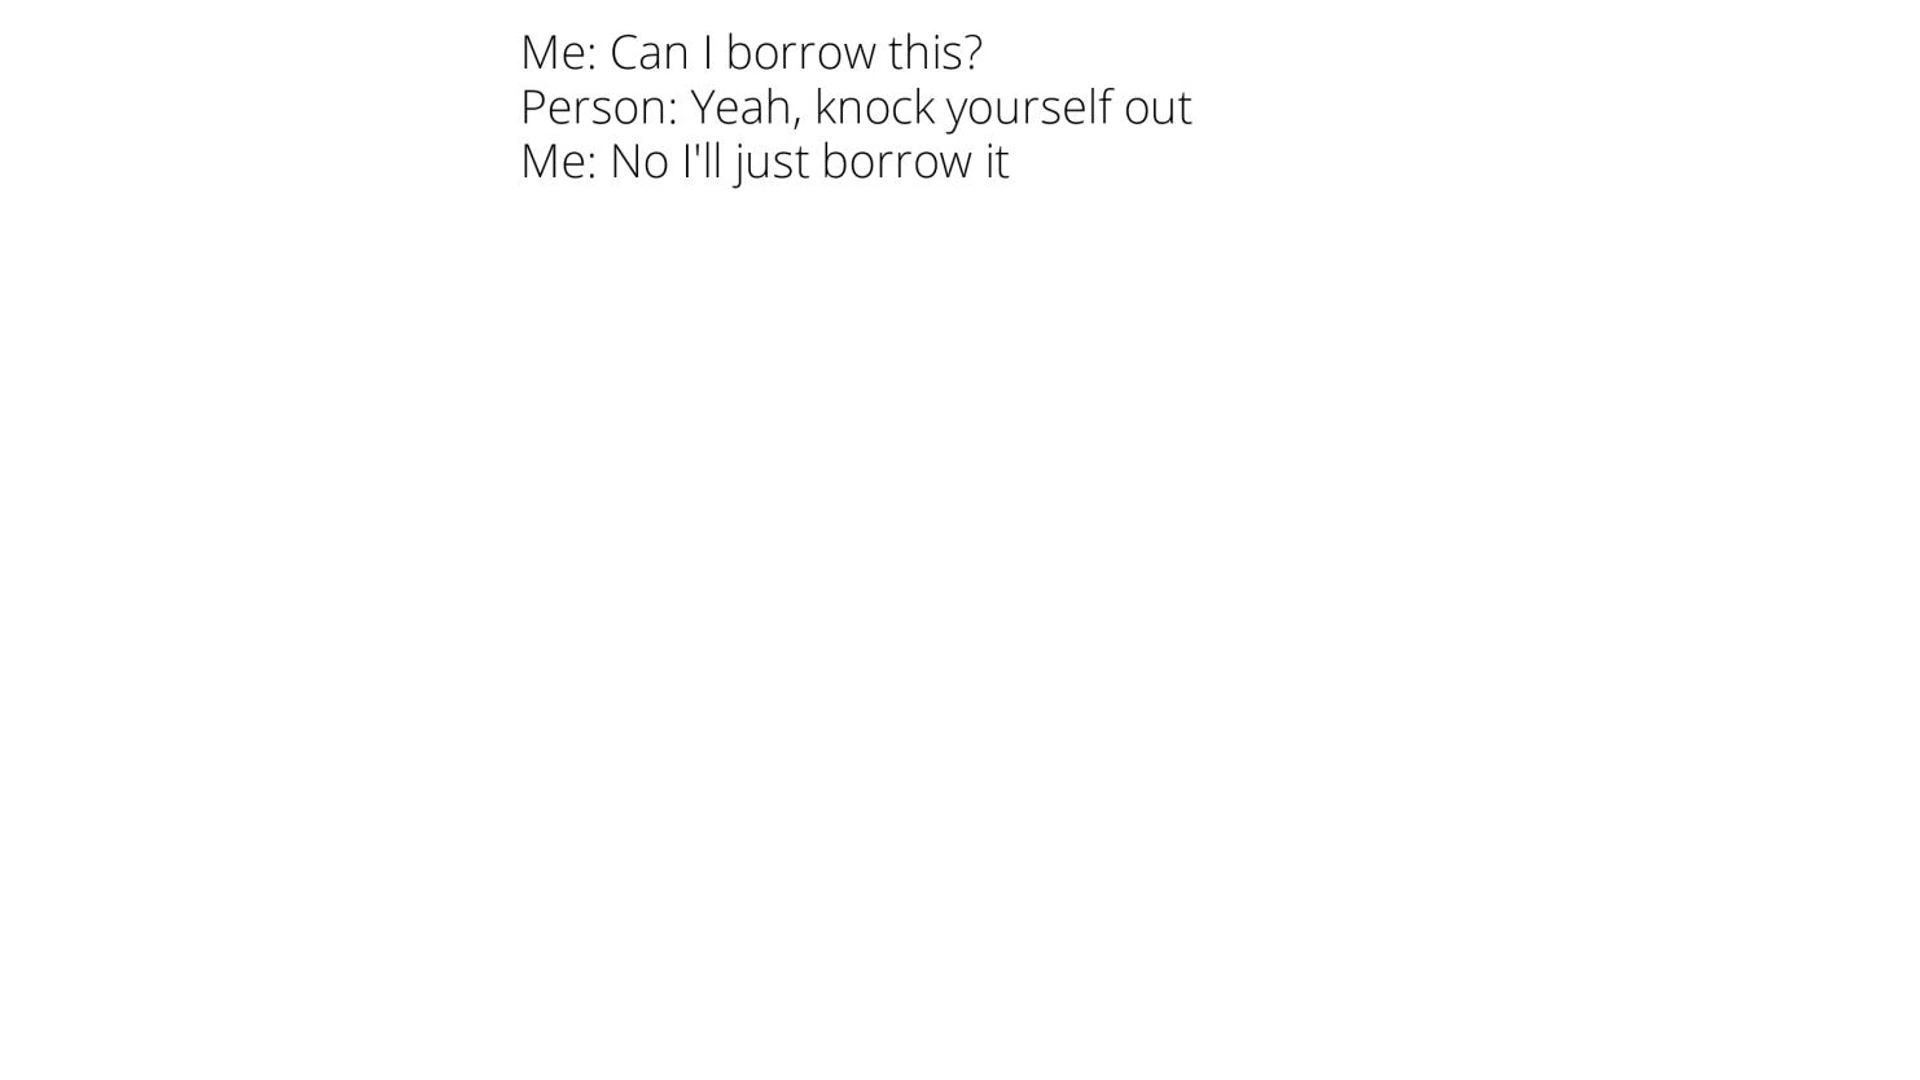 Me: Can I borrow this?
Person: Yeah, knock yourself out
Me: No I'll just borrow it